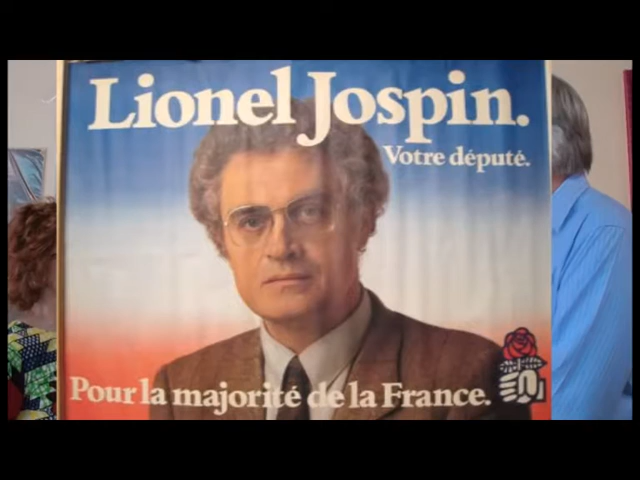 Lionel Jospin.
Votre député.
Pour la majorité de la France.